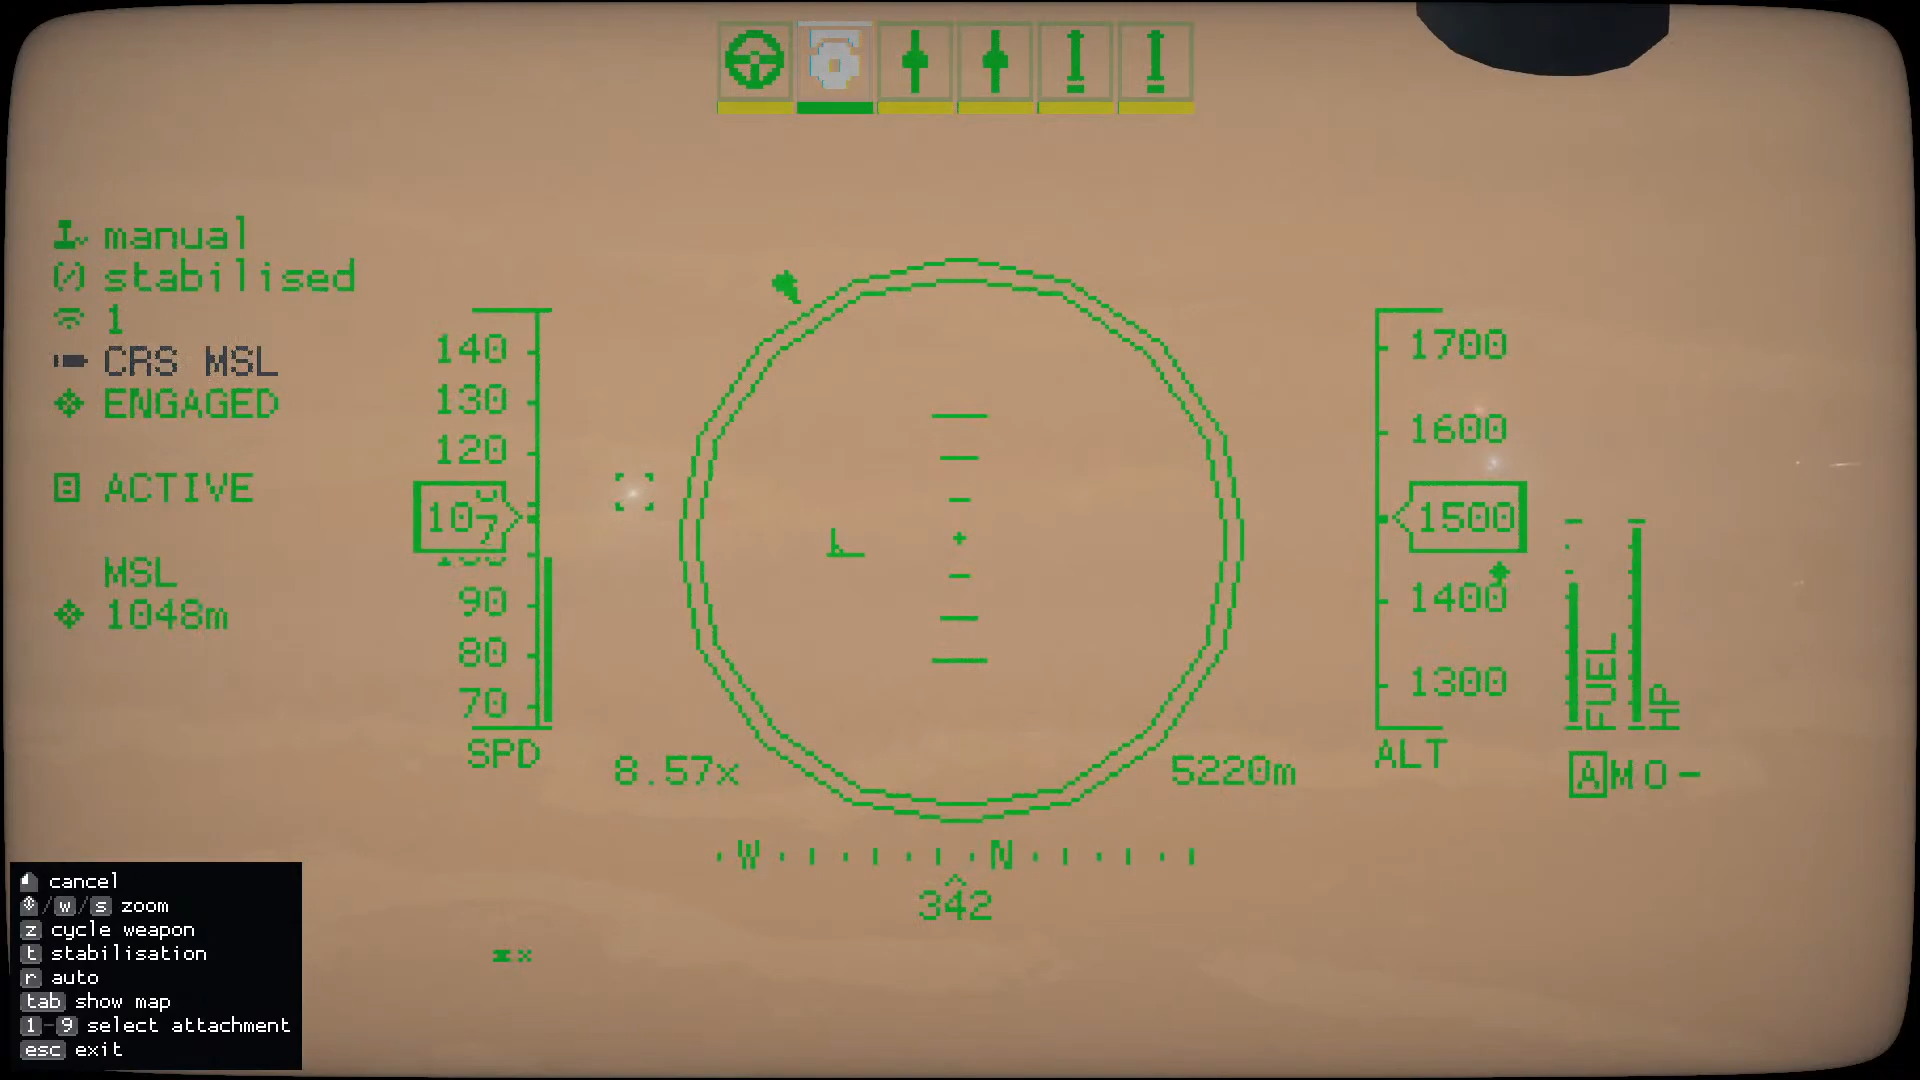 manual
stabilised
1
CRS MSL
ENGAGED
ACTIVE
MSL
1048m
140
130
120
107
90
80
70
SPD
8.57x
5220m
1700
1600
1500
1400
1300
ALT
FUEL
HP
A M O -
W N
342
cancel
/ w / s zoom
z cycle weapon
t stabilisation
r auto
tab show map
1 - 9 select attachment
esc exit